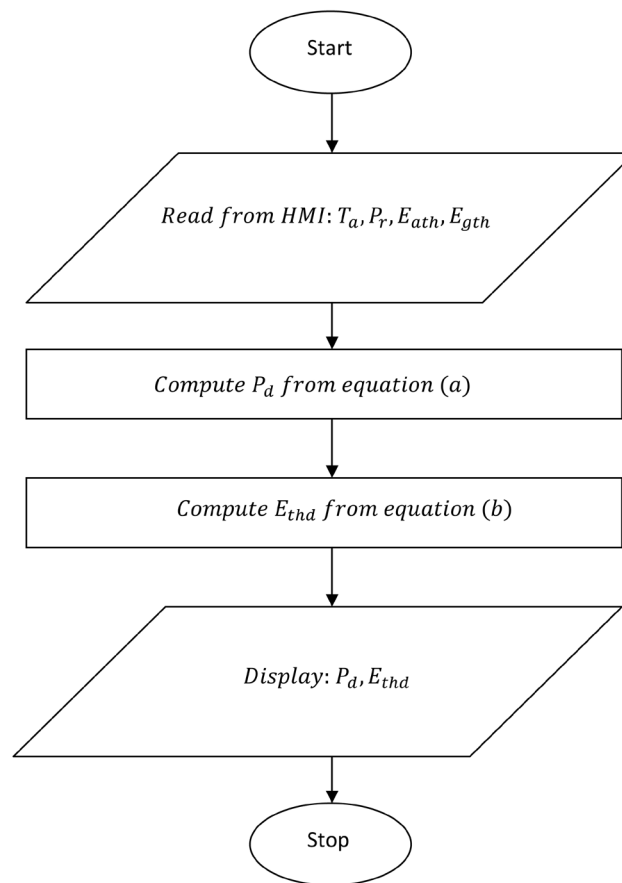 Start
Read from HMI: T_a, P_r, E_ath, E_gth
Compute P_d from equation (a)
Compute E_thd from equation (b)
Display: P_d, E_thd
Stop